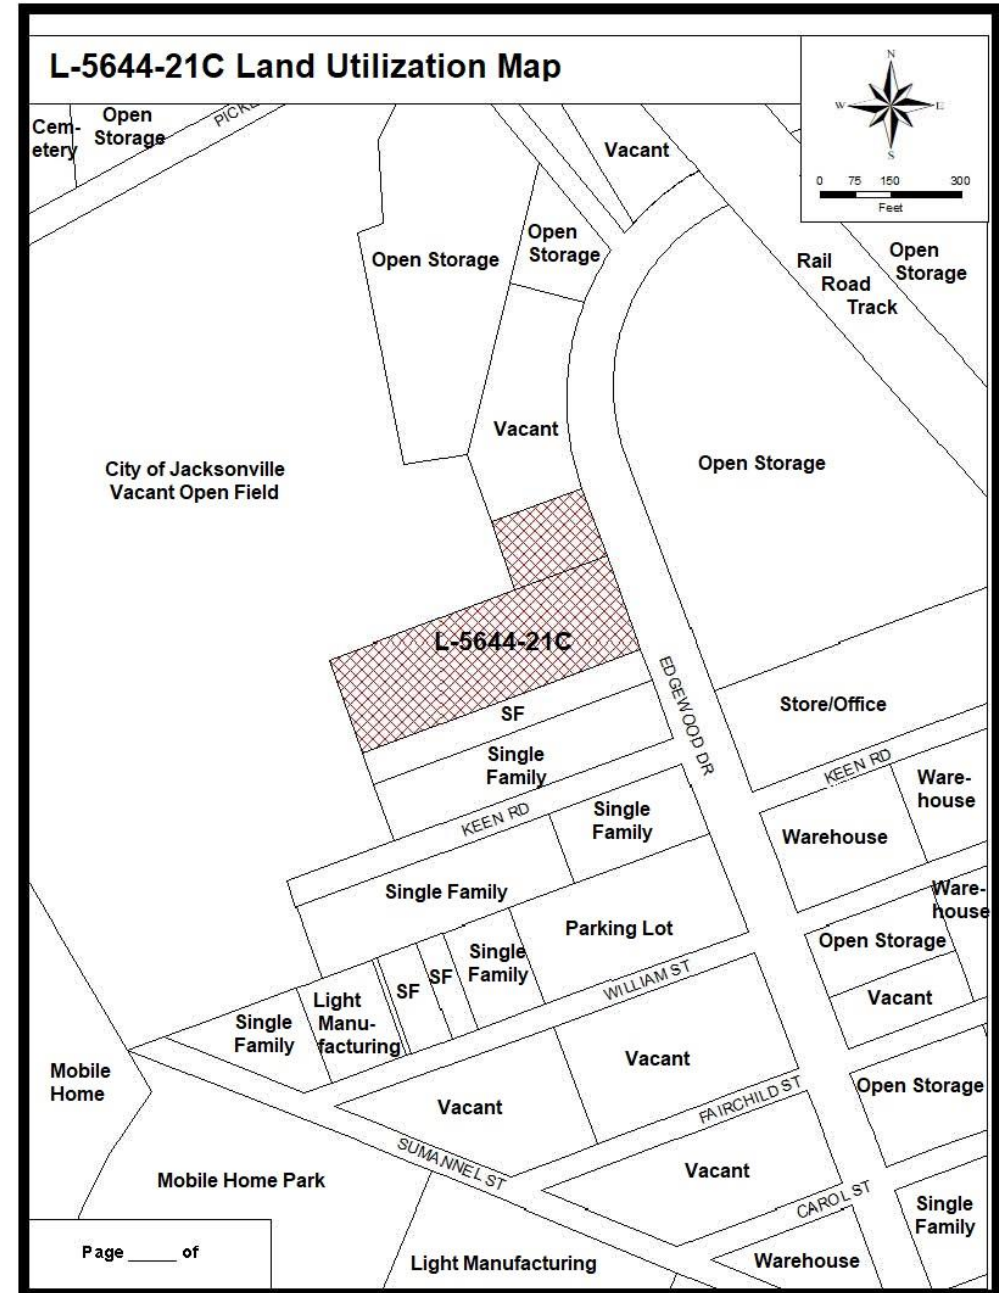 L-5644-21C Land Utilization Map
N
W
E
S
0 75 150 300
Feet
Cem-
etery
Open
Storage
Vacant
Open Storage
Open
Storage
Rail
Road
Track
Open
Storage
Vacant
City of Jacksonville
Vacant Open Field
Open Storage
L-5644-21C
EDGEWOOD DR
SF
Store/Office
Single
Family
KEEN RD
KEEN RD
Ware-
house
Single
Family
Warehouse
Single Family
Ware-
house
Parking Lot
Open Storage
Single
Family
SF
SF
WILLIAM ST
Vacant
Light
Manu-
facturing
Single
Family
Vacant
Mobile
Home
Open Storage
Vacant
FAIRCHILD ST
SUMANNEL ST
Vacant
Mobile Home Park
CAROL ST
Single
Family
Page _____ of
Light Manufacturing
Warehouse